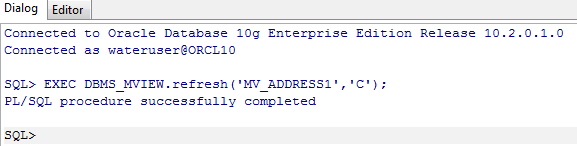 Dialog Editor
Connected to Oracle Database 10g Enterprise Edition Release 10.2.0.1.0
Connected as wateruser@ORCL10
SQL> EXEC DBMS_MVIEW.refresh('MV_ADDRESS1','C');
PL/SQL procedure successfully completed
SQL>